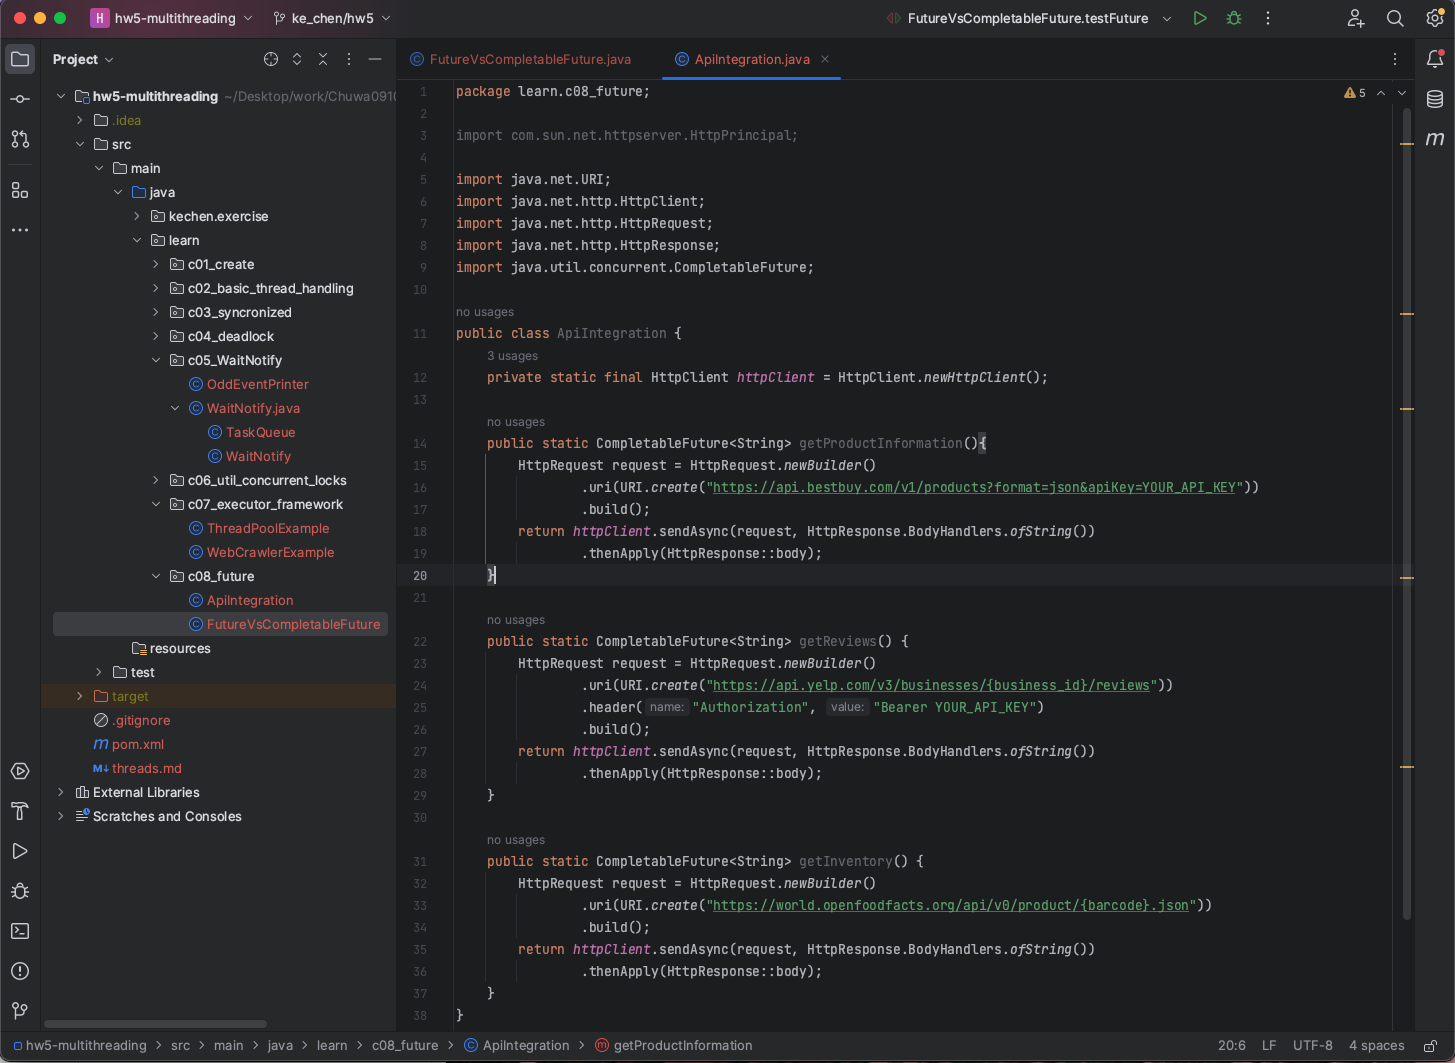 H hw5-multithreading ke_chen/hw5 FutureVsCompletableFuture.testFuture
Project
hw5-multithreading ~/Desktop/work/Chuwa0910
.idea
src
main
java
kechen.exercise
learn
c01_create
c02_basic_thread_handling
c03_syncronized
c04_deadlock
c05_WaitNotify
OddEventPrinter
WaitNotify.java
TaskQueue
WaitNotify
c06_util_concurrent_locks
c07_executor_framework
ThreadPoolExample
WebCrawlerExample
c08_future
ApiIntegration
FutureVsCompletableFuture
resources
test
target
.gitignore
m pom.xml
M↓ threads.md
External Libraries
Scratches and Consoles
FutureVsCompletableFuture.java ApiIntegration.java
5
m
1 package learn.c08_future;
2
3 import com.sun.net.httpserver.HttpPrincipal;
4
5 import java.net.URI;
6 import java.net.http.HttpClient;
7 import java.net.http.HttpRequest;
8 import java.net.http.HttpResponse;
9 import java.util.concurrent.CompletableFuture;
10
no usages
11 public class ApiIntegration {
3 usages
12 private static final HttpClient httpClient = HttpClient.newHttpClient();
13
no usages
14 public static CompletableFuture<String> getProductInformation(){
15 HttpRequest request = HttpRequest.newBuilder()
16 .uri(URI.create("https://api.bestbuy.com/v1/products?format=json&apiKey=YOUR_API_KEY"))
17 .build();
18 return httpClient.sendAsync(request, HttpResponse.BodyHandlers.ofString())
19 .thenApply(HttpResponse::body);
20 }
21
no usages
22 public static CompletableFuture<String> getReviews() {
23 HttpRequest request = HttpRequest.newBuilder()
24 .uri(URI.create("https://api.yelp.com/v3/businesses/{business_id}/reviews"))
25 .header( name: "Authorization", value: "Bearer YOUR_API_KEY")
26 .build();
27 return httpClient.sendAsync(request, HttpResponse.BodyHandlers.ofString())
28 .thenApply(HttpResponse::body);
29 }
30
no usages
31 public static CompletableFuture<String> getInventory() {
32 HttpRequest request = HttpRequest.newBuilder()
33 .uri(URI.create("https://world.openfoodfacts.org/api/v0/product/{barcode}.json"))
34 .build();
35 return httpClient.sendAsync(request, HttpResponse.BodyHandlers.ofString())
36 .thenApply(HttpResponse::body);
37 }
38 }
hw5-multithreading > src > main > java > learn > c08_future > ApiIntegration > getProductInformation 20:6 LF UTF-8 4 spaces